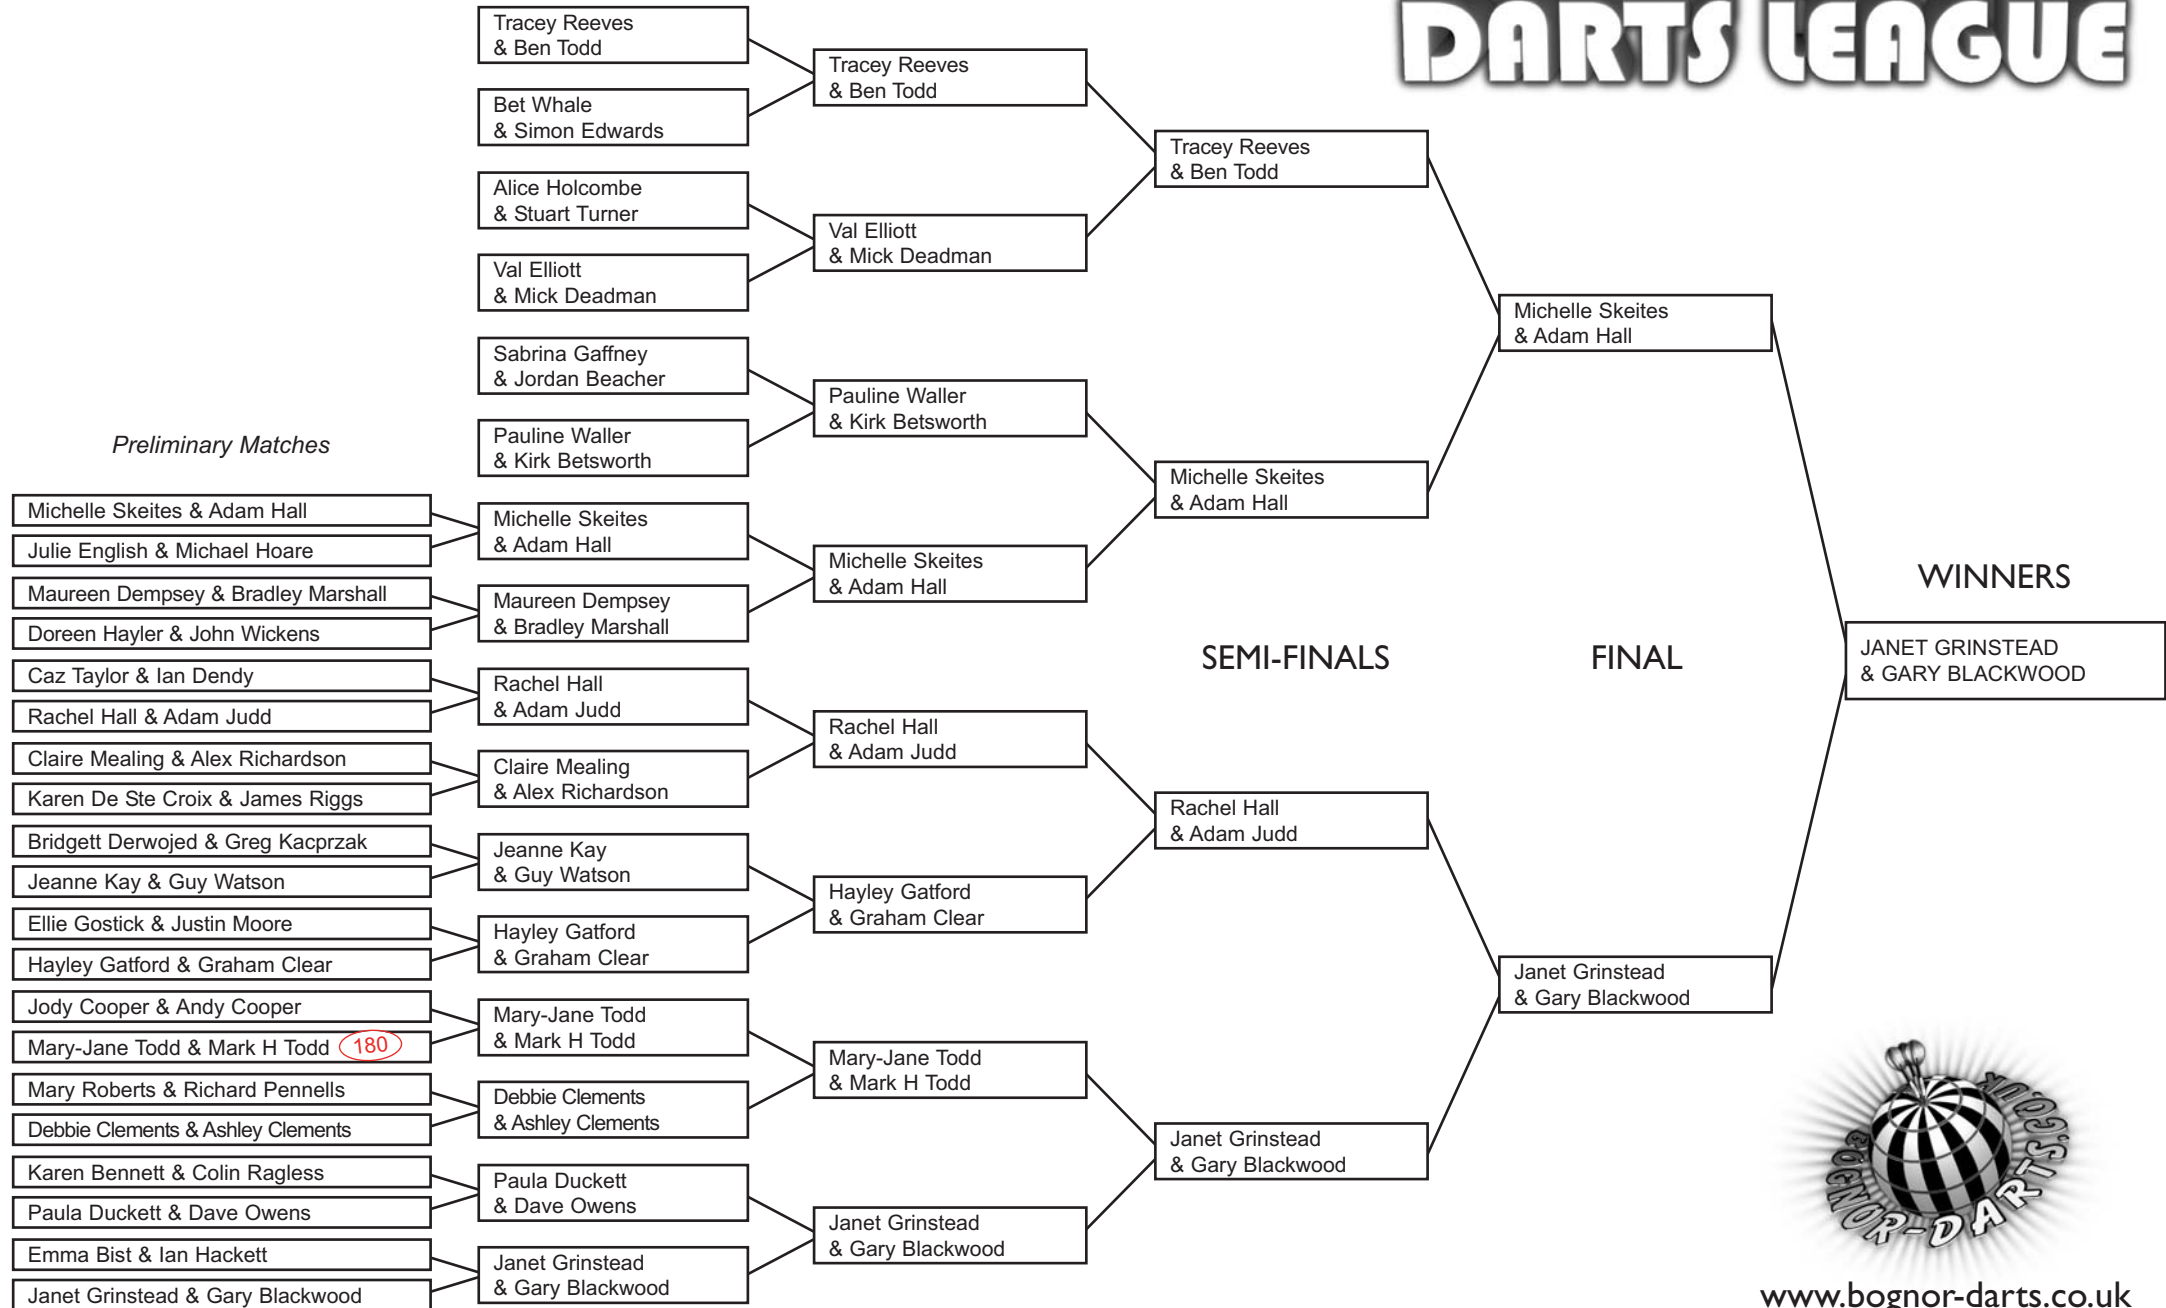 DARTS LEAGUE
Preliminary Matches
Michelle Skeites & Adam Hall
Julie English & Michael Hoare
Maureen Dempsey & Bradley Marshall
Doreen Hayler & John Wickens
Caz Taylor & Ian Dendy
Rachel Hall & Adam Judd
Claire Mealing & Alex Richardson
Karen De Ste Croix & James Riggs
Bridgett Derwojed & Greg Kacprzak
Jeanne Kay & Guy Watson
Ellie Gostick & Justin Moore
Hayley Gatford & Graham Clear
Jody Cooper & Andy Cooper
Mary-Jane Todd & Mark H Todd 180
Mary Roberts & Richard Pennells
Debbie Clements & Ashley Clements
Karen Bennett & Colin Ragless
Paula Duckett & Dave Owens
Emma Bist & Ian Hackett
Janet Grinstead & Gary Blackwood
Tracey Reeves
& Ben Todd
Bet Whale
& Simon Edwards
Alice Holcombe
& Stuart Turner
Val Elliott
& Mick Deadman
Sabrina Gaffney
& Jordan Beacher
Pauline Waller
& Kirk Betsworth
Michelle Skeites
& Adam Hall
Maureen Dempsey
& Bradley Marshall
Rachel Hall
& Adam Judd
Claire Mealing
& Alex Richardson
Jeanne Kay
& Guy Watson
Hayley Gatford
& Graham Clear
Mary-Jane Todd
& Mark H Todd
Debbie Clements
& Ashley Clements
Paula Duckett
& Dave Owens
Janet Grinstead
& Gary Blackwood
Tracey Reeves
& Ben Todd
Val Elliott
& Mick Deadman
Pauline Waller
& Kirk Betsworth
Michelle Skeites
& Adam Hall
Rachel Hall
& Adam Judd
Hayley Gatford
& Graham Clear
Mary-Jane Todd
& Mark H Todd
Janet Grinstead
& Gary Blackwood
Tracey Reeves
& Ben Todd
Michelle Skeites
& Adam Hall
SEMI-FINALS
Rachel Hall
& Adam Judd
Janet Grinstead
& Gary Blackwood
Michelle Skeites
& Adam Hall
FINAL
Janet Grinstead
& Gary Blackwood
WINNERS
JANET GRINSTEAD
& GARY BLACKWOOD
BOGNOR-DARTS.CO.UK
www.bognor-darts.co.uk